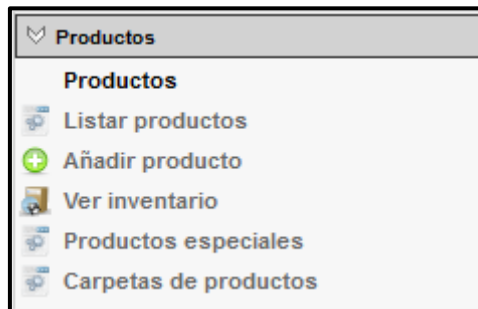 Productos
Productos
Listar productos
Añadir producto
Ver inventario
Productos especiales
Carpetas de productos